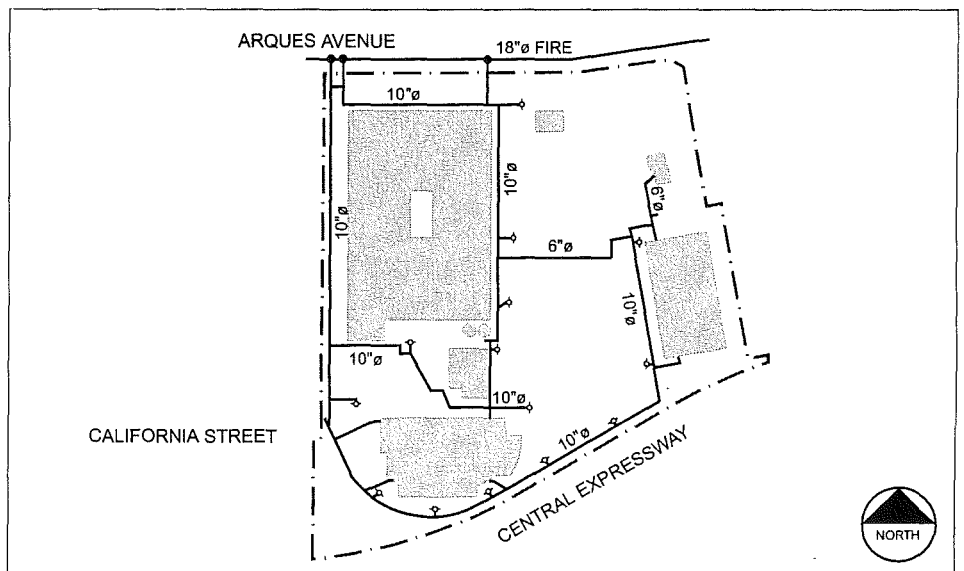 ARQUES AVENUE
18"ø FIRE
10"ø
10"ø
6"ø
10"ø
6"ø
10"ø
10"ø
10"ø
10"ø
CALIFORNIA STREET
CENTRAL EXPRESSWAY
NORTH